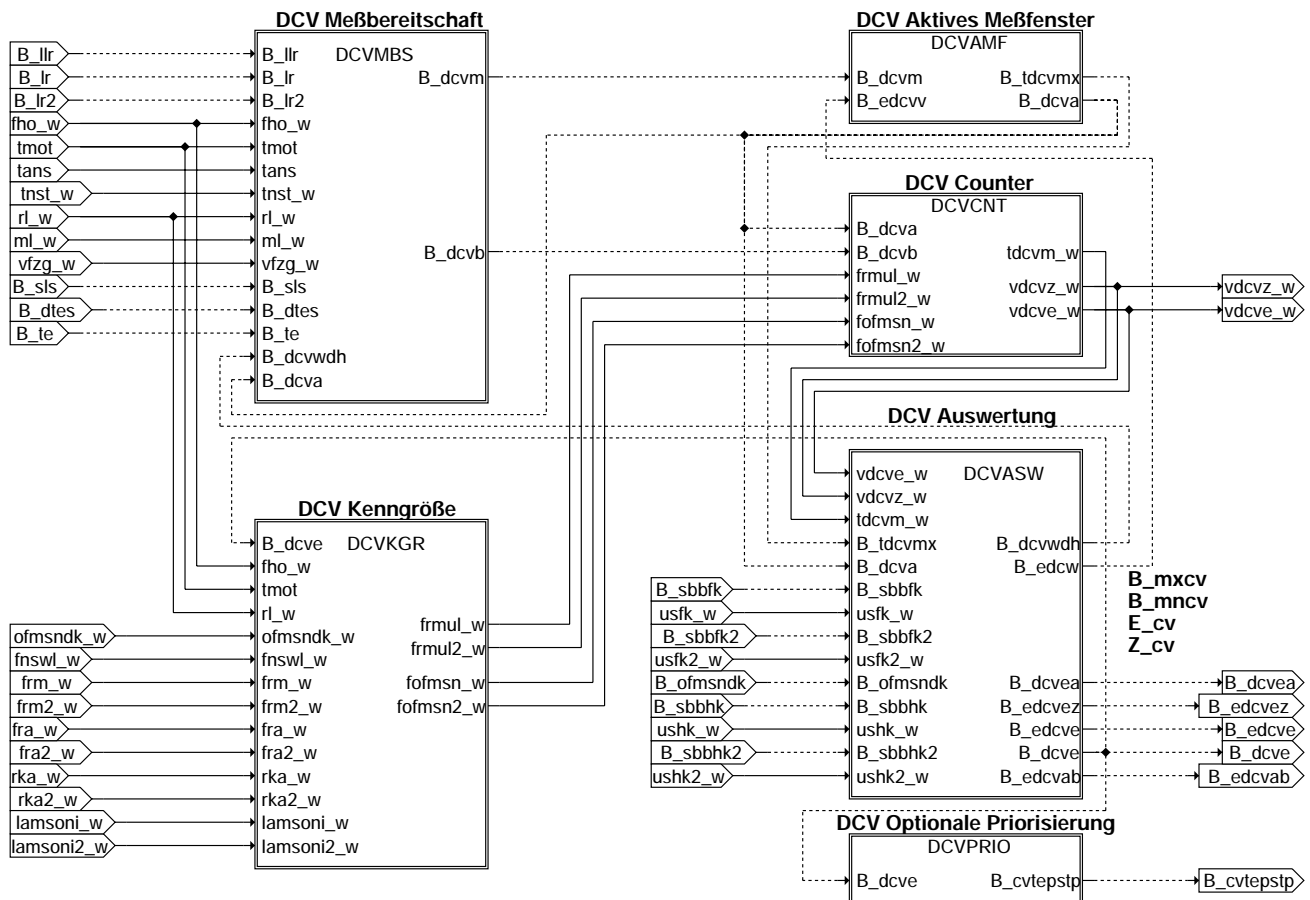 DCV Meßbereitschaft
DCV Aktives Meßfenster
B_llr
B_lr
B_lr2
fho_w
tmot
tans
tnst_w
rl_w
ml_w
vfzg_w
B_sls
B_dtes
B_te
DCVMBS
B_llr
B_lr
B_lr2
fho_w
tmot
tans
tnst_w
rl_w
ml_w
vfzg_w
B_sls
B_dtes
B_te
B_dcvwdh
B_dcva
B_dcvm
B_dcvb
DCVAMF
B_dcvm
B_edcvv
B_tdcvmx
B_dcva
DCV Counter
DCVCNT
B_dcva
B_dcvb
frmul_w
frmul2_w
fofmsn_w
fofmsn2_w
tdcvm_w
vdcvz_w
vdcve_w
vdcvz_w
vdcve_w
DCV Auswertung
DCVASW
vdcve_w
vdcvz_w
tdcvm_w
B_tdcvmx
B_dcva
B_sbbfk
usfk_w
B_sbbfk2
usfk2_w
B_ofmsndk
B_sbbhk
ushk_w
B_sbbhk2
ushk2_w
B_dcvwdh
B_edcw
B_dcvea
B_edcvez
B_edcve
B_dcve
B_edcvab
B_sbbfk
usfk_w
B_sbbfk2
usfk2_w
B_ofmsndk
B_sbbhk
ushk_w
B_sbbhk2
ushk2_w
B_mxcv
B_mncv
E_cv
Z_cv
B_dcvea
B_edcvez
B_edcve
B_dcve
B_edcvab
DCV Kenngröße
DCVKGR
B_dcve
fho_w
tmot
rl_w
ofmsndk_w
fnswl_w
frm_w
frm2_w
fra_w
fra2_w
rka_w
rka2_w
lamsoni_w
lamsoni2_w
frmul_w
frmul2_w
fofmsn_w
fofmsn2_w
ofmsndk_w
fnswl_w
frm_w
frm2_w
fra_w
fra2_w
rka_w
rka2_w
lamsoni_w
lamsoni2_w
DCV Optionale Priorisierung
DCVPRIO
B_dcve
B_cvtepstp
B_cvtepstp